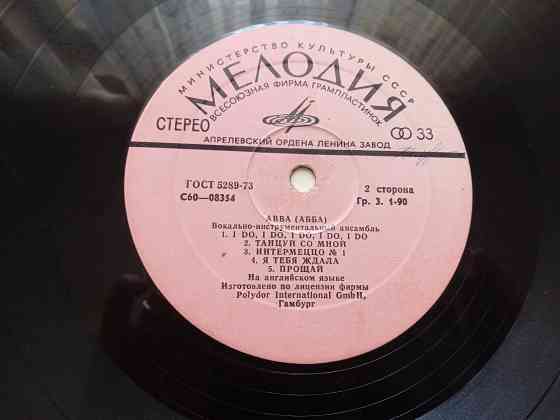 МИНИСТЕРСТВО КУЛЬТУРЫ СССР
МЕЛОДИЯ
ВСЕСОЮЗНАЯ ФИРМА ГРАМПЛАСТИНОК
СТЕРЕО
33
АПРЕЛЕВСКИЙ ОРДЕНА ЛЕНИНА ЗАВОД
ГОСТ 5289-73
2 сторона
С60—08354
Гр. 3. 1-90
АВВА (АББА)
Вокально-инструментальный ансамбль
1. I DO, I DO, I DO, I DO, I DO
2. ТАНЦУЙ СО МНОЙ
3. ИНТЕРМЕЦЦО № 1
4. Я ТЕБЯ ЖДАЛА
5. ПРОЩАЙ
На английском языке
Изготовлено по лицензии фирмы
Polydor International GmbH,
Гамбург